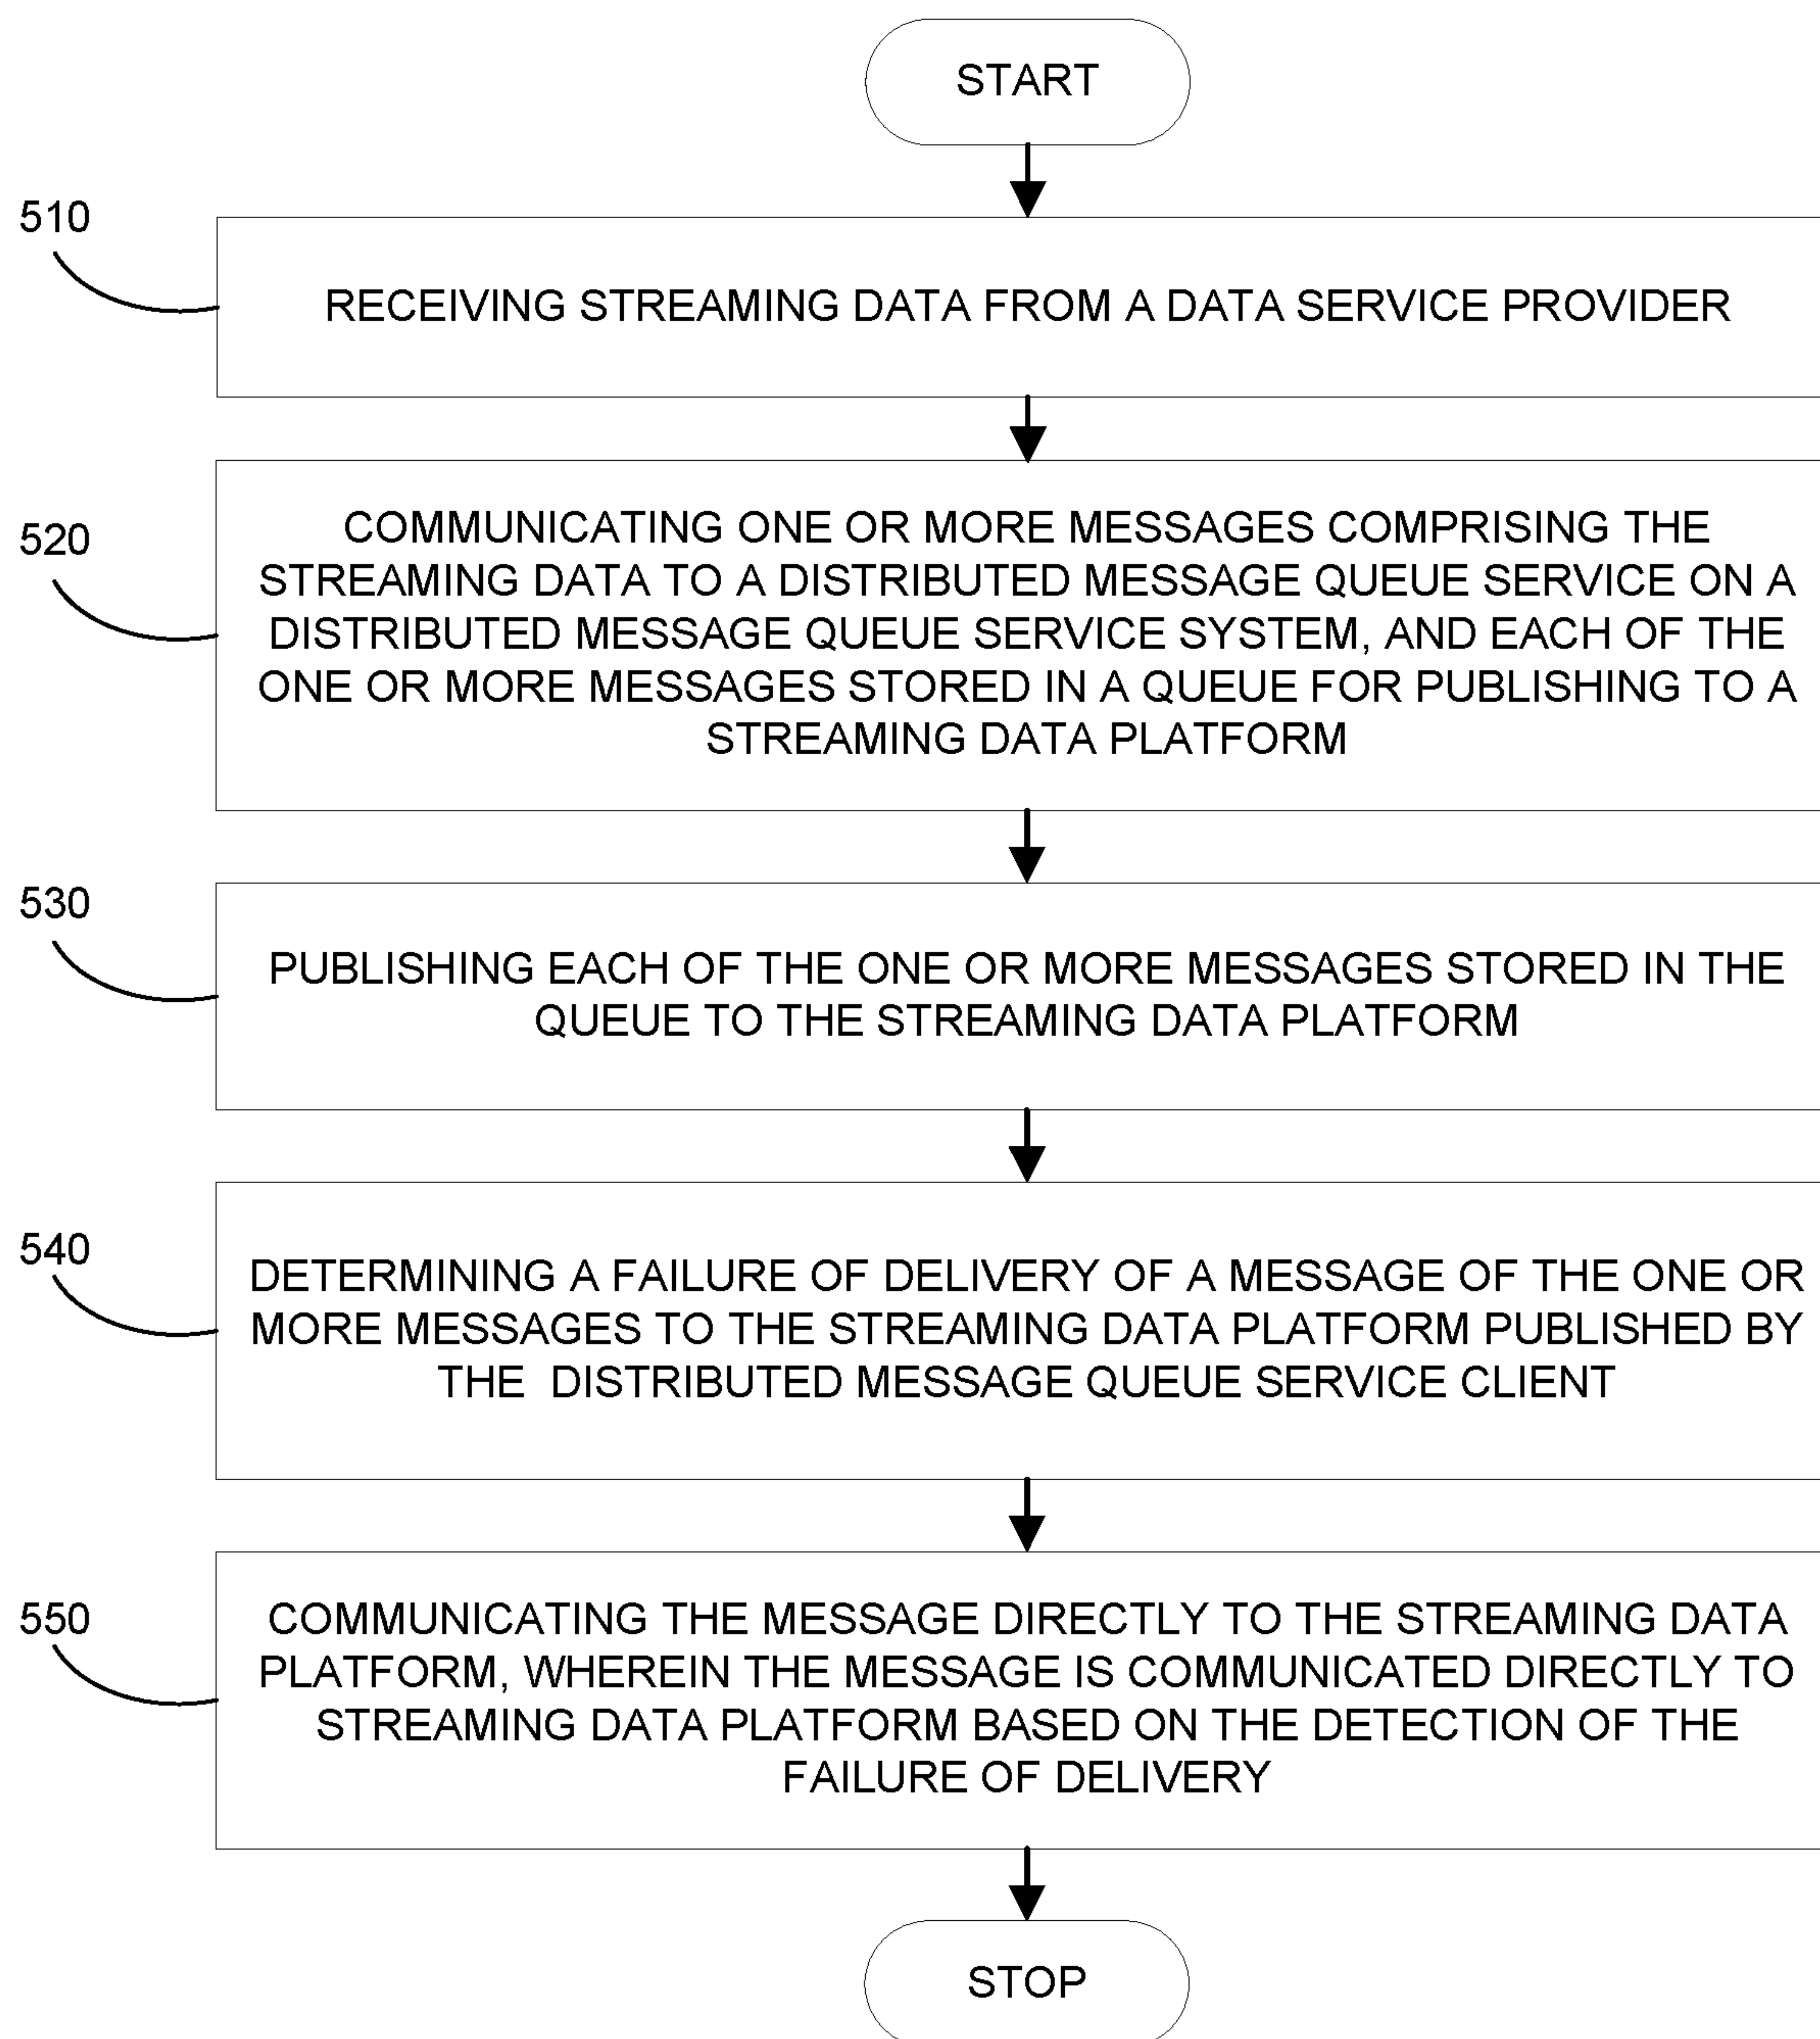 START
510
RECEIVING STREAMING DATA FROM A DATA SERVICE PROVIDER
520
COMMUNICATING ONE OR MORE MESSAGES COMPRISING THE
STREAMING DATA TO A DISTRIBUTED MESSAGE QUEUE SERVICE ON A
DISTRIBUTED MESSAGE QUEUE SERVICE SYSTEM, AND EACH OF THE
ONE OR MORE MESSAGES STORED IN A QUEUE FOR PUBLISHING TO A
STREAMING DATA PLATFORM
530
PUBLISHING EACH OF THE ONE OR MORE MESSAGES STORED IN THE
QUEUE TO THE STREAMING DATA PLATFORM
540
DETERMINING A FAILURE OF DELIVERY OF A MESSAGE OF THE ONE OR
MORE MESSAGES TO THE STREAMING DATA PLATFORM PUBLISHED BY
THE DISTRIBUTED MESSAGE QUEUE SERVICE CLIENT
550
COMMUNICATING THE MESSAGE DIRECTLY TO THE STREAMING DATA
PLATFORM, WHEREIN THE MESSAGE IS COMMUNICATED DIRECTLY TO
STREAMING DATA PLATFORM BASED ON THE DETECTION OF THE
FAILURE OF DELIVERY
STOP